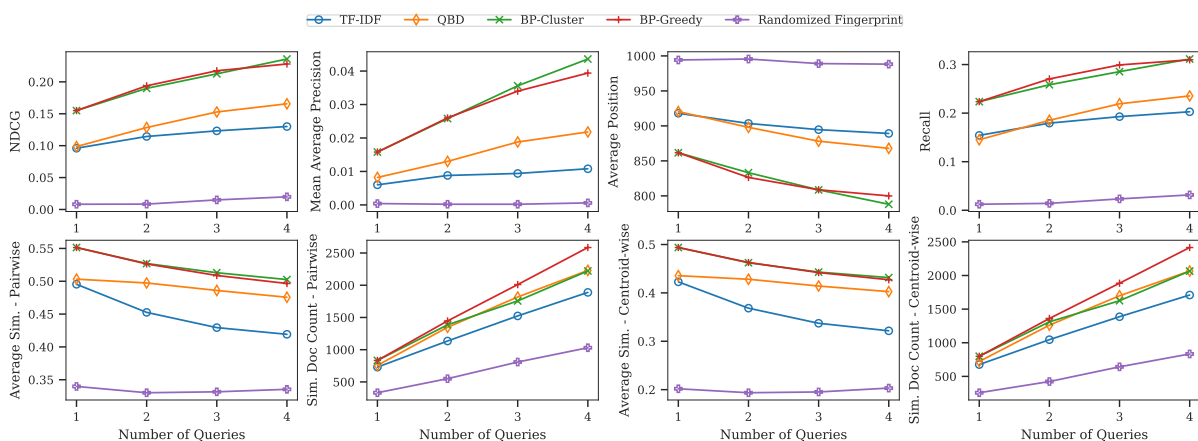 TF-IDF QBD BP-Cluster BP-Greedy Randomized Fingerprint
NDCG
0.20
0.15
0.10
0.05
0.00
1 2 3 4
Mean Average Precision
0.04
0.03
0.02
0.01
0.00
1 2 3 4
Average Position
1000
950
900
850
800
1 2 3 4
Recall
0.3
0.2
0.1
0.0
1 2 3 4
Average Sim. - Pairwise
0.55
0.50
0.45
0.40
0.35
1 2 3 4
Number of Queries
Sim. Doc Count - Pairwise
2500
2000
1500
1000
500
1 2 3 4
Number of Queries
Average Sim. - Centroid-wise
0.5
0.4
0.3
0.2
1 2 3 4
Number of Queries
Sim. Doc Count - Centroid-wise
2500
2000
1500
1000
500
1 2 3 4
Number of Queries